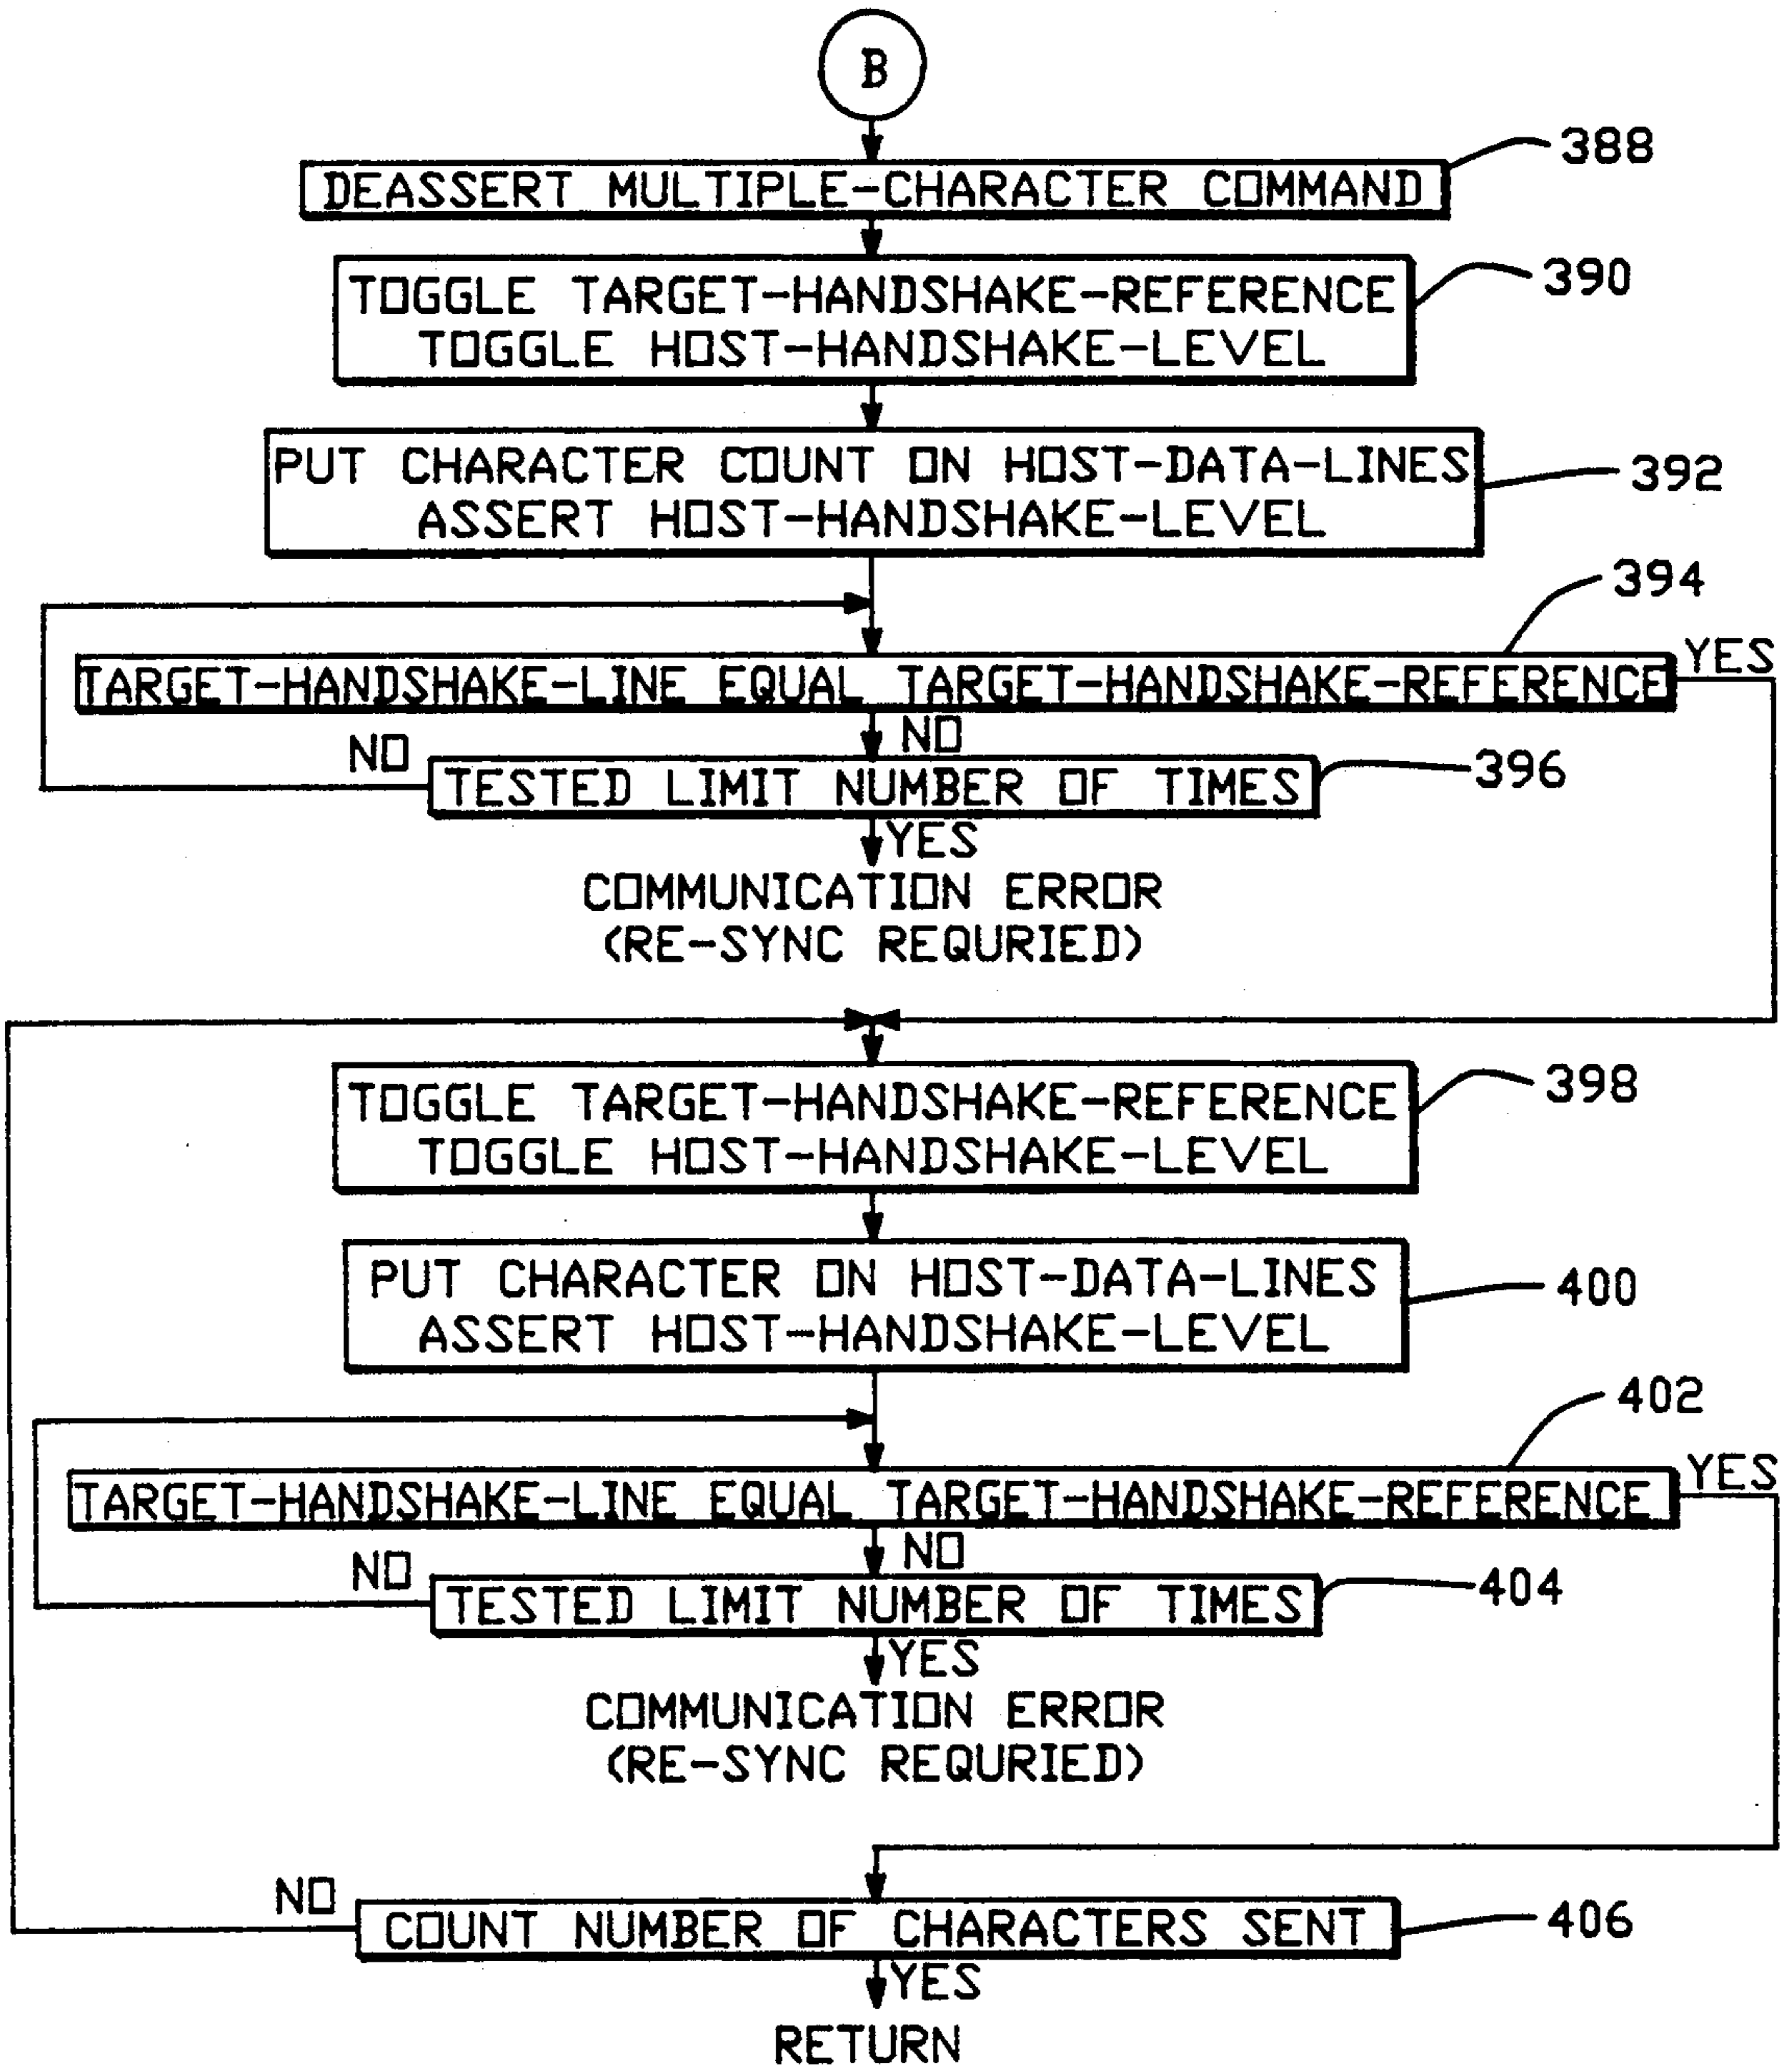 B
388
DEASSERT MULTIPLE-CHARACTER COMMAND
390
TOGGLE TARGET-HANDSHAKE-REFERENCE
TOGGLE HOST-HANDSHAKE-LEVEL
392
PUT CHARACTER COUNT ON HOST-DATA-LINES
ASSERT HOST-HANDSHAKE-LEVEL
394
YES
TARGET-HANDSHAKE-LINE EQUAL TARGET-HANDSHAKE-REFERENCE
NO
NO
396
TESTED LIMIT NUMBER OF TIMES
YES
COMMUNICATION ERROR
(RE-SYNC REQURIED)
398
TOGGLE TARGET-HANDSHAKE-REFERENCE
TOGGLE HOST-HANDSHAKE-LEVEL
400
PUT CHARACTER ON HOST-DATA-LINES
ASSERT HOST-HANDSHAKE-LEVEL
402
YES
TARGET-HANDSHAKE-LINE EQUAL TARGET-HANDSHAKE-REFERENCE
NO
NO
404
TESTED LIMIT NUMBER OF TIMES
YES
COMMUNICATION ERROR
(RE-SYNC REQURIED)
NO
406
COUNT NUMBER OF CHARACTERS SENT
YES
RETURN